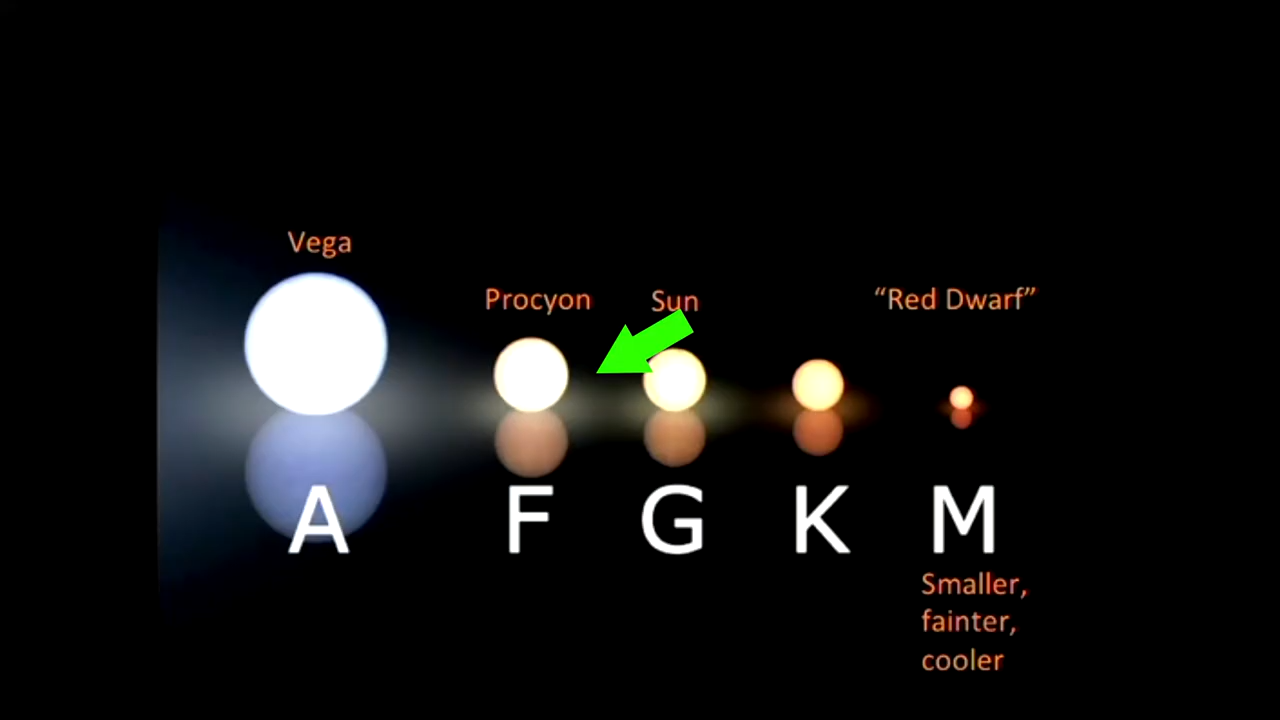 Vega
Procyon
Sun
“Red Dwarf”
A F G K M
Smaller,
fainter,
cooler